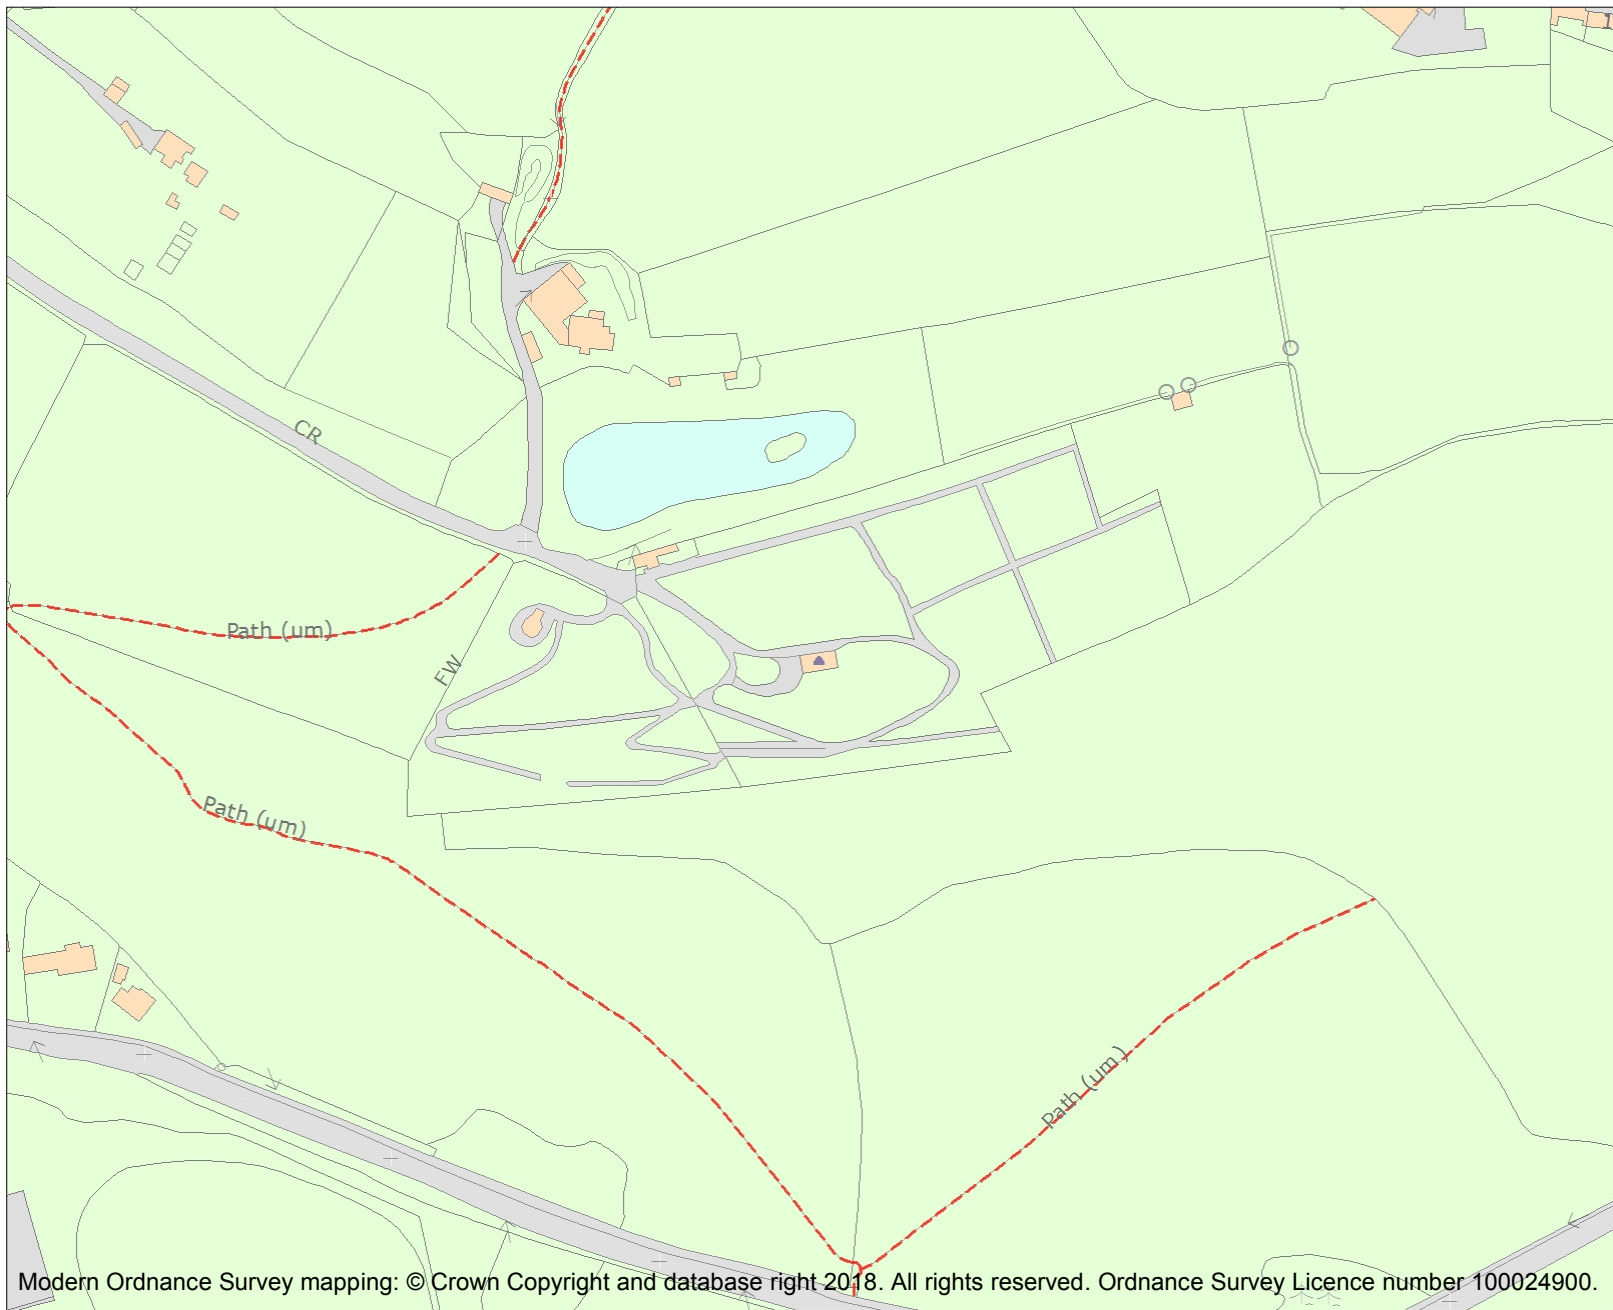 CR
Path (um)
FW
Path (um)
Path (um)
Modern Ordnance Survey mapping: © Crown Copyright and database right 2018. All rights reserved. Ordnance Survey Licence number 100024900.